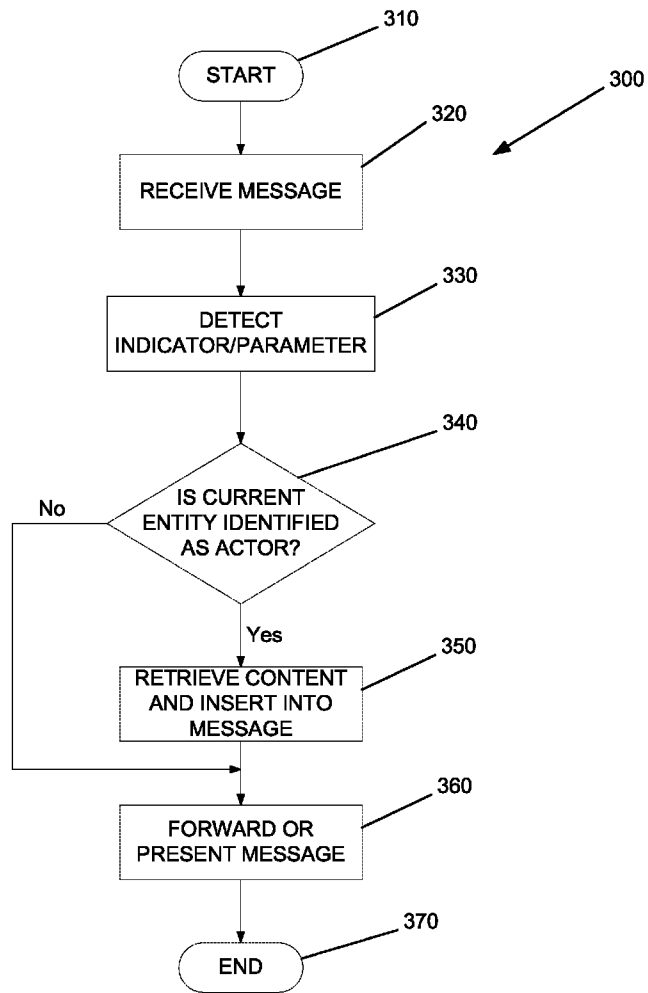 310
START
300
320
RECEIVE MESSAGE
330
DETECT
INDICATOR/PARAMETER
340
No
IS CURRENT
ENTITY IDENTIFIED
AS ACTOR?
Yes
350
RETRIEVE CONTENT
AND INSERT INTO
MESSAGE
360
FORWARD OR
PRESENT MESSAGE
370
END